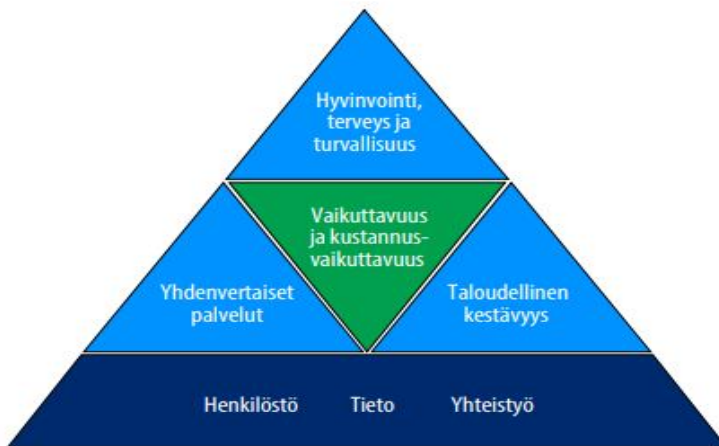 Hyvinvointi,
terveys ja
turvallisuus
Vaikuttavuus
ja kustannus-
vaikuttavuus
Yhdenvertaiset
palvelut
Taloudellinen
kestävyys
Henkilöstö Tieto Yhteistyö